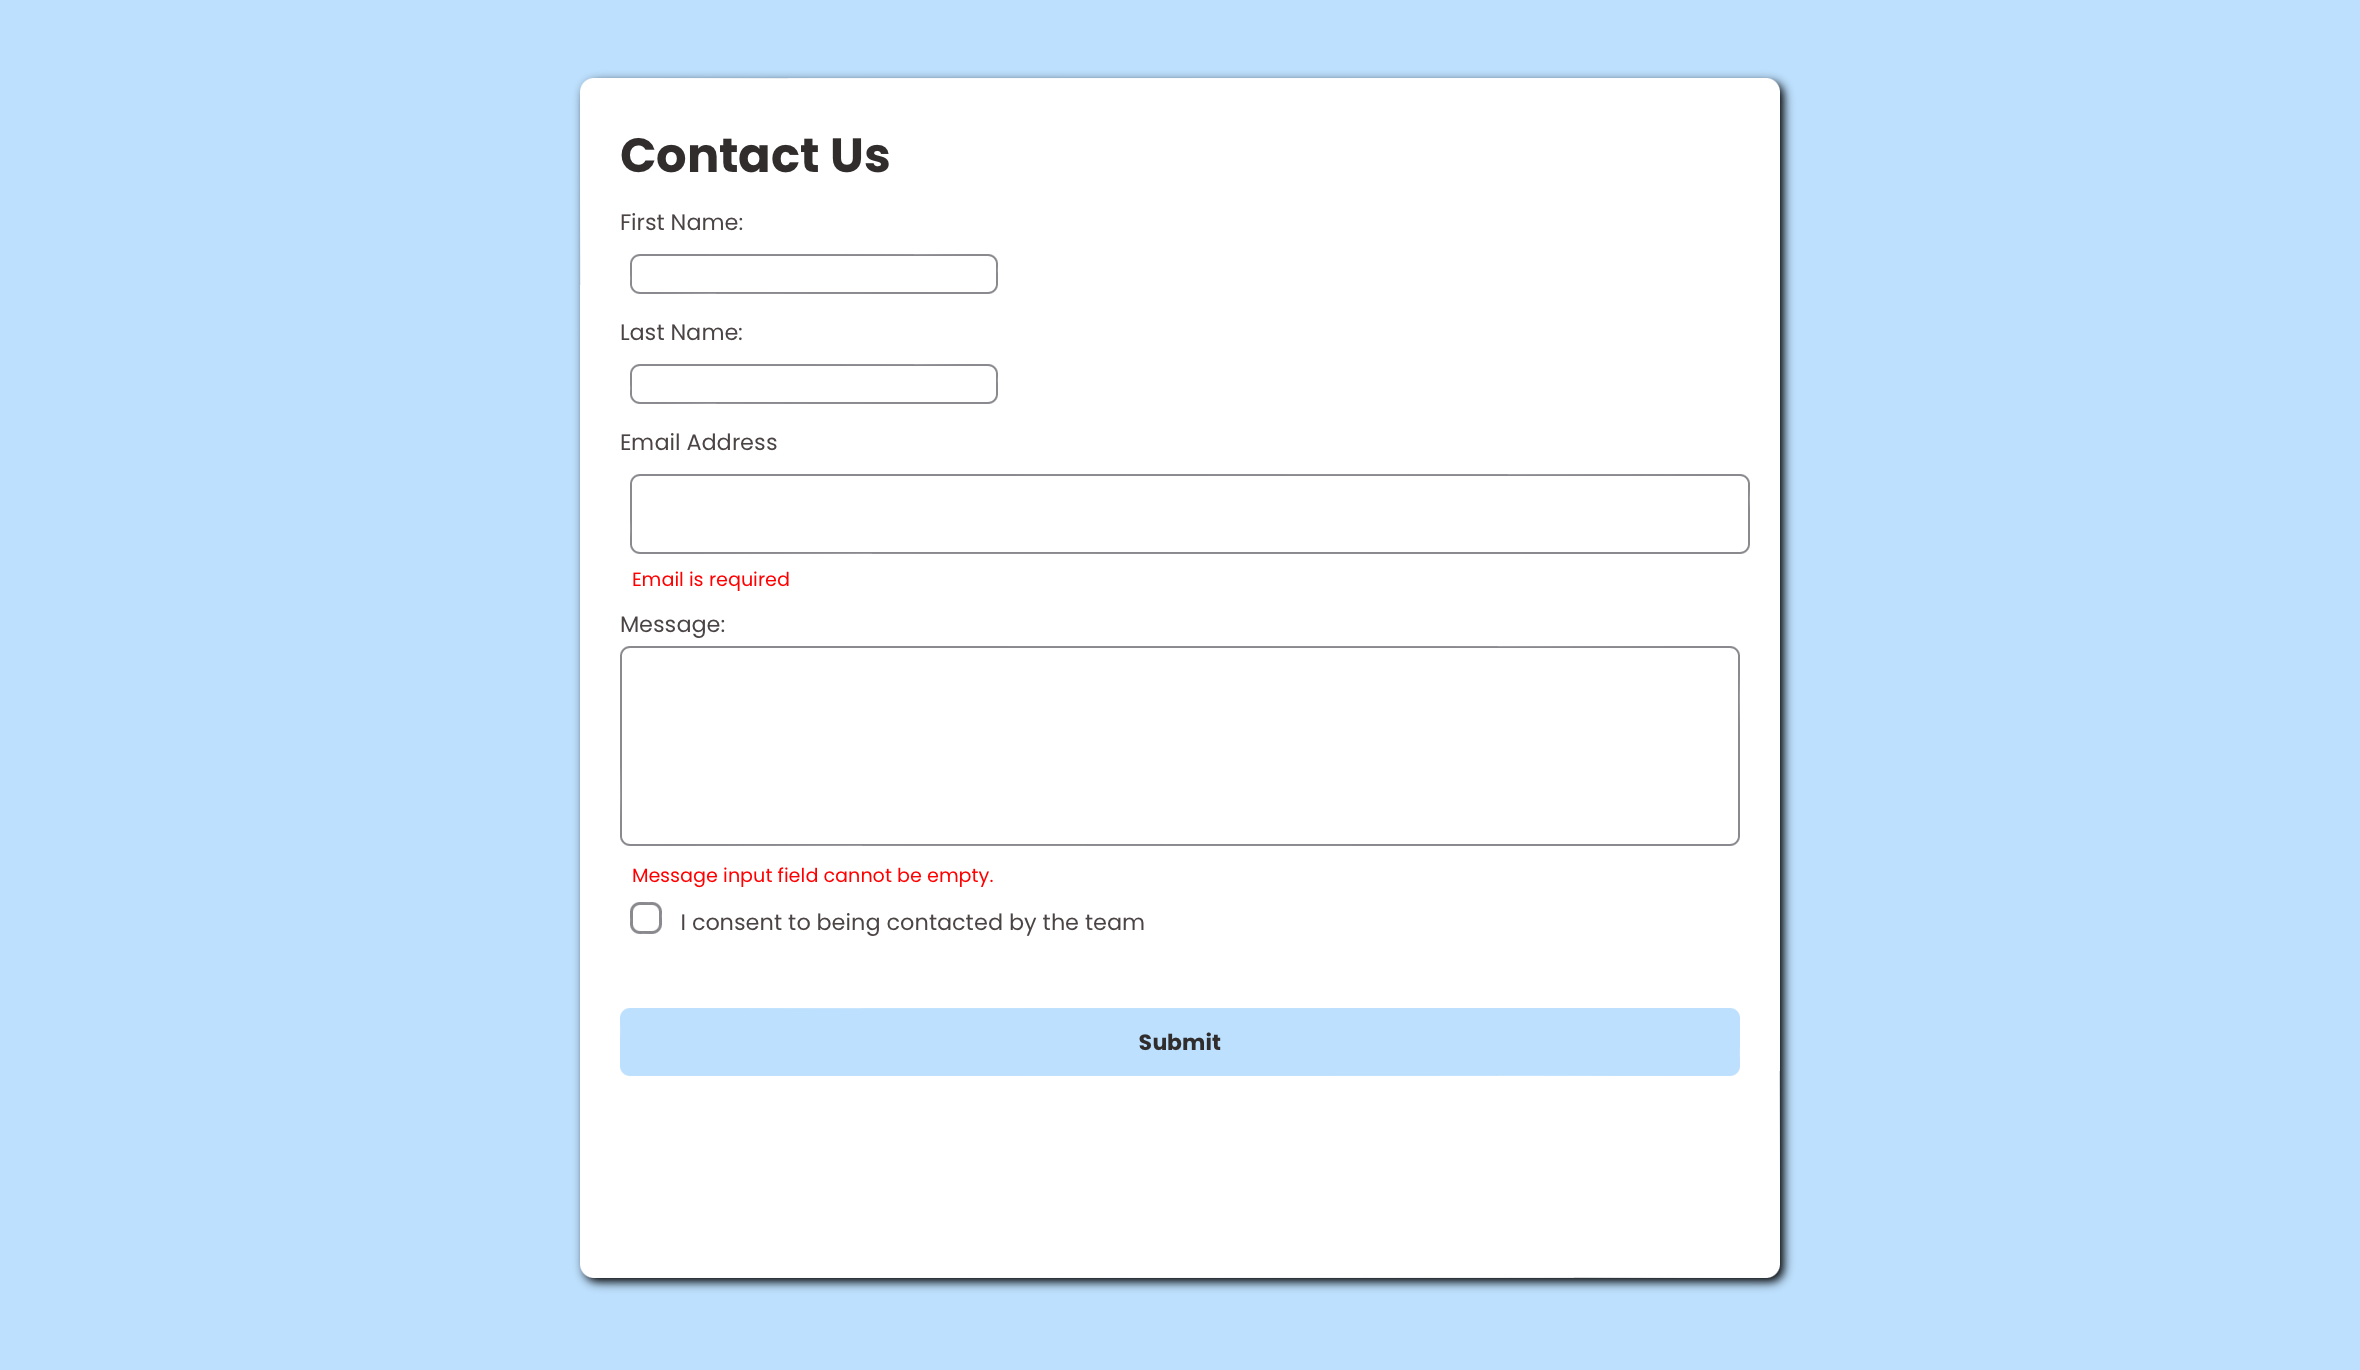 Contact Us
First Name:
Last Name:
Email Address
Email is required
Message:
Message input field cannot be empty.
I consent to being contacted by the team
Submit